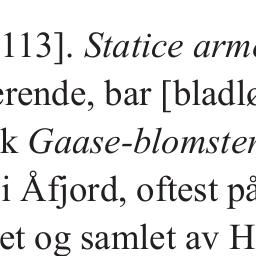 113]. Statice arme
erende, bar [bladlø
k Gaase-blomster
i Åfjord, oftest på
et og samlet av H